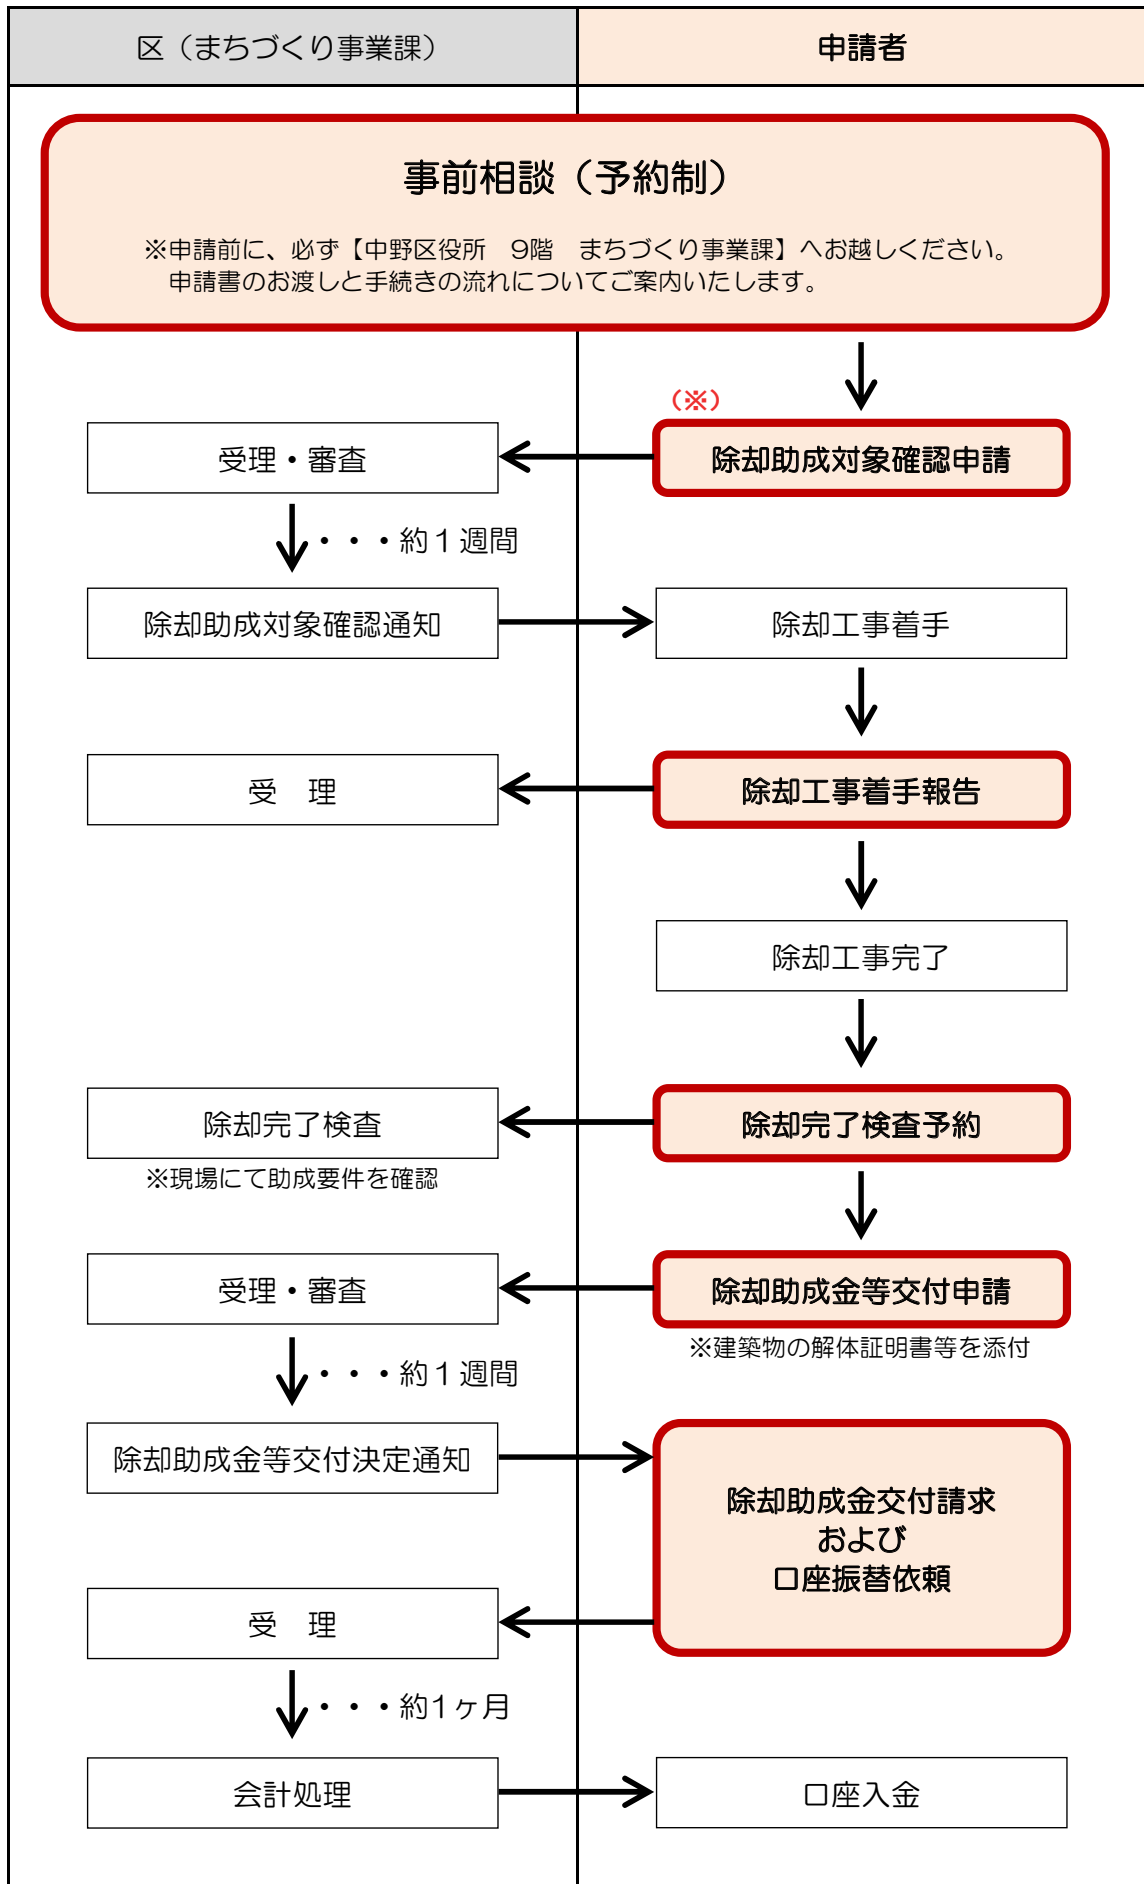 区（まちづくり事業課）
申請者
事前相談（予約制）
※申請前に、必ず【中野区役所　9階　まちづくり事業課】へお越しください。
申請書のお渡しと手続きの流れについてご案内いたします。
（※）
受理・審査
除却助成対象確認申請
・・・約１週間
除却助成対象確認通知
除却工事着手
受　理
除却工事着手報告
除却工事完了
除却完了検査
除却完了検査予約
※現場にて助成要件を確認
受理・審査
除却助成金等交付申請
※建築物の解体証明書等を添付
・・・約１週間
除却助成金等交付決定通知
除却助成金交付請求
および
口座振替依頼
受　理
・・・約1ヶ月
会計処理
口座入金